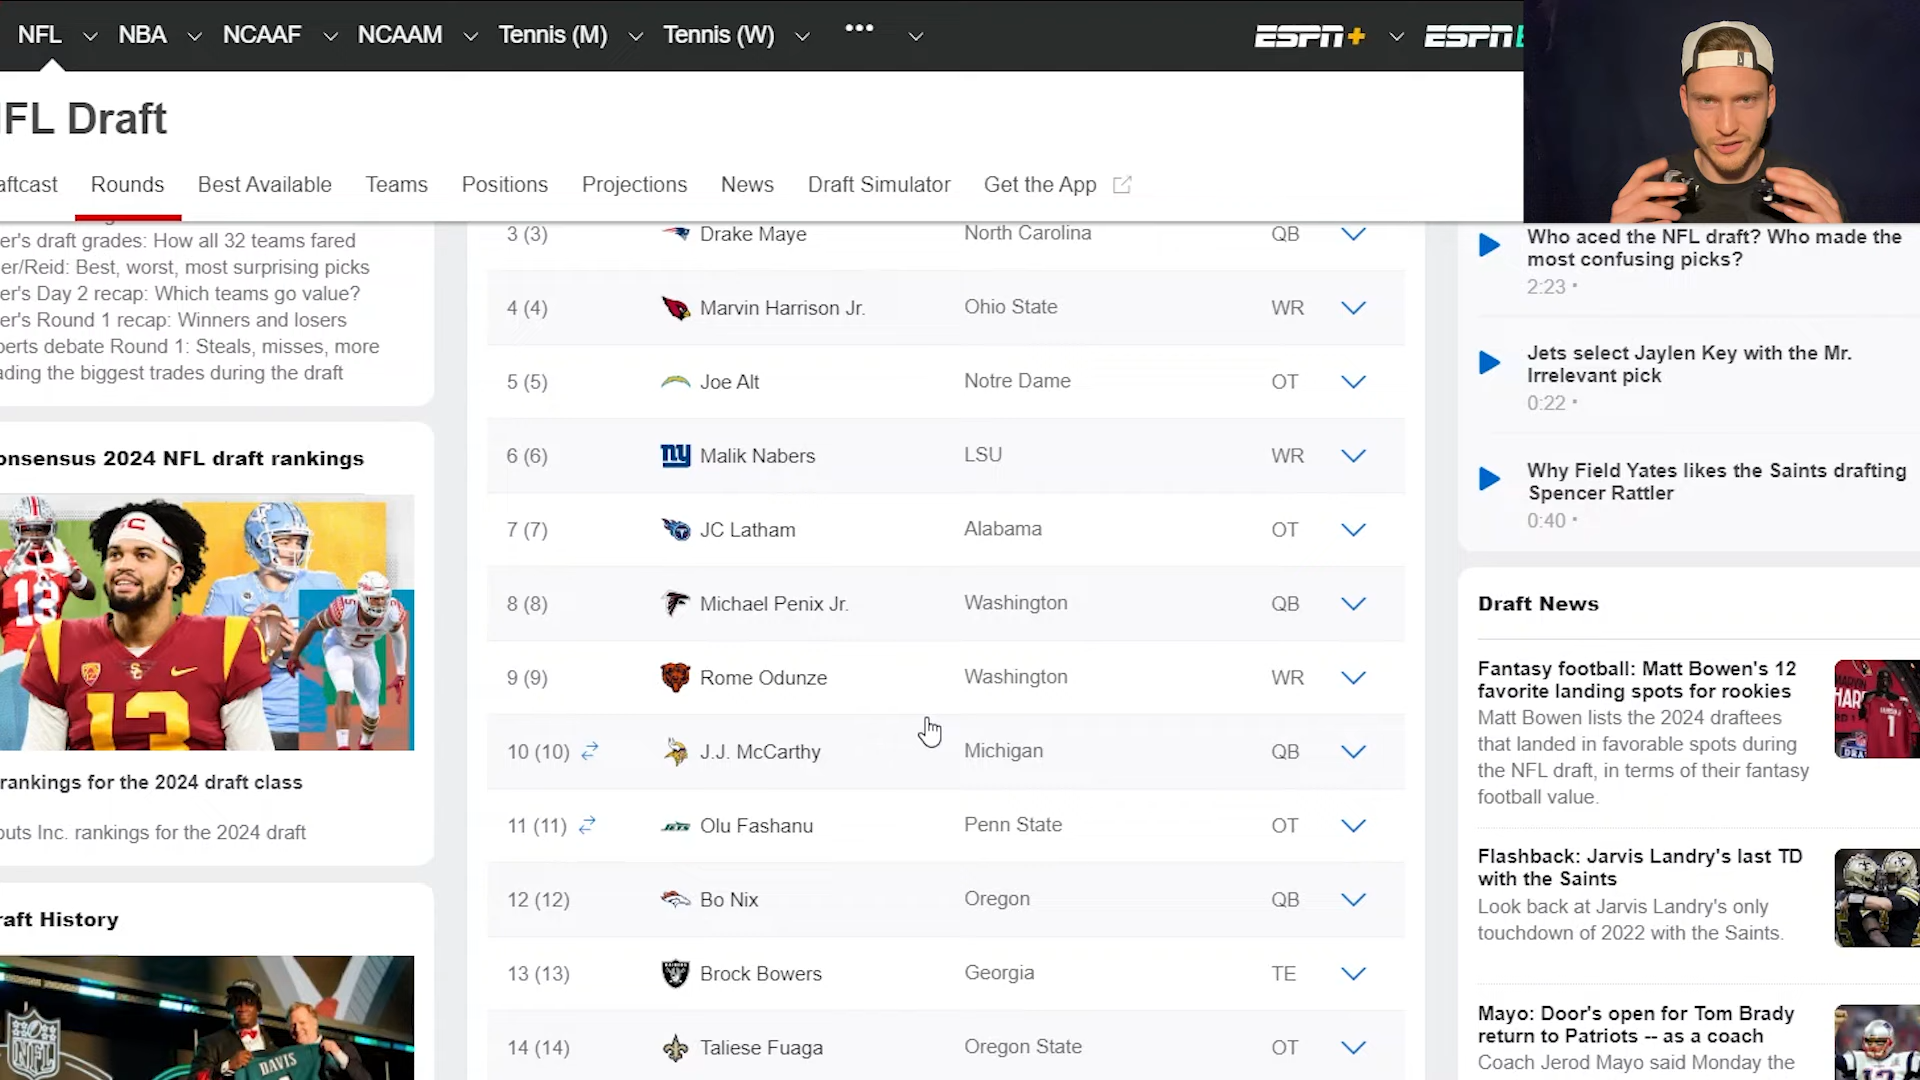 NFL NBA NCAAF NCAAM Tennis (M) Tennis (W) ••• ESPN+ ESPN
FL Draft
aftcast Rounds Best Available Teams Positions Projections News Draft Simulator Get the App
er's draft grades: How all 32 teams fared
er/Reid: Best, worst, most surprising picks
er's Day 2 recap: Which teams go value?
er's Round 1 recap: Winners and losers
perts debate Round 1: Steals, misses, more
ading the biggest trades during the draft
onsensus 2024 NFL draft rankings
18
SC
13
5
rankings for the 2024 draft class
outs Inc. rankings for the 2024 draft
raft History
NFL
DAVIS
3 (3) Drake Maye North Carolina QB
4 (4) Marvin Harrison Jr. Ohio State WR
5 (5) Joe Alt Notre Dame OT
6 (6) ny Malik Nabers LSU WR
7 (7) JC Latham Alabama OT
8 (8) Michael Penix Jr. Washington QB
9 (9) Rome Odunze Washington WR
10 (10) J.J. McCarthy Michigan QB
11 (11) JETS Olu Fashanu Penn State OT
12 (12) Bo Nix Oregon QB
13 (13) Brock Bowers Georgia TE
14 (14) Taliese Fuaga Oregon State OT
Who aced the NFL draft? Who made the
most confusing picks?
2:23 •
Jets select Jaylen Key with the Mr.
Irrelevant pick
0:22 •
Why Field Yates likes the Saints drafting
Spencer Rattler
0:40 •
Draft News
Fantasy football: Matt Bowen's 12
favorite landing spots for rookies
Matt Bowen lists the 2024 draftees
that landed in favorable spots during
the NFL draft, in terms of their fantasy
football value.
HAR
1
DRA
Flashback: Jarvis Landry's last TD
with the Saints
Look back at Jarvis Landry's only
touchdown of 2022 with the Saints.
Mayo: Door's open for Tom Brady
return to Patriots -- as a coach
Coach Jerod Mayo said Monday the
12